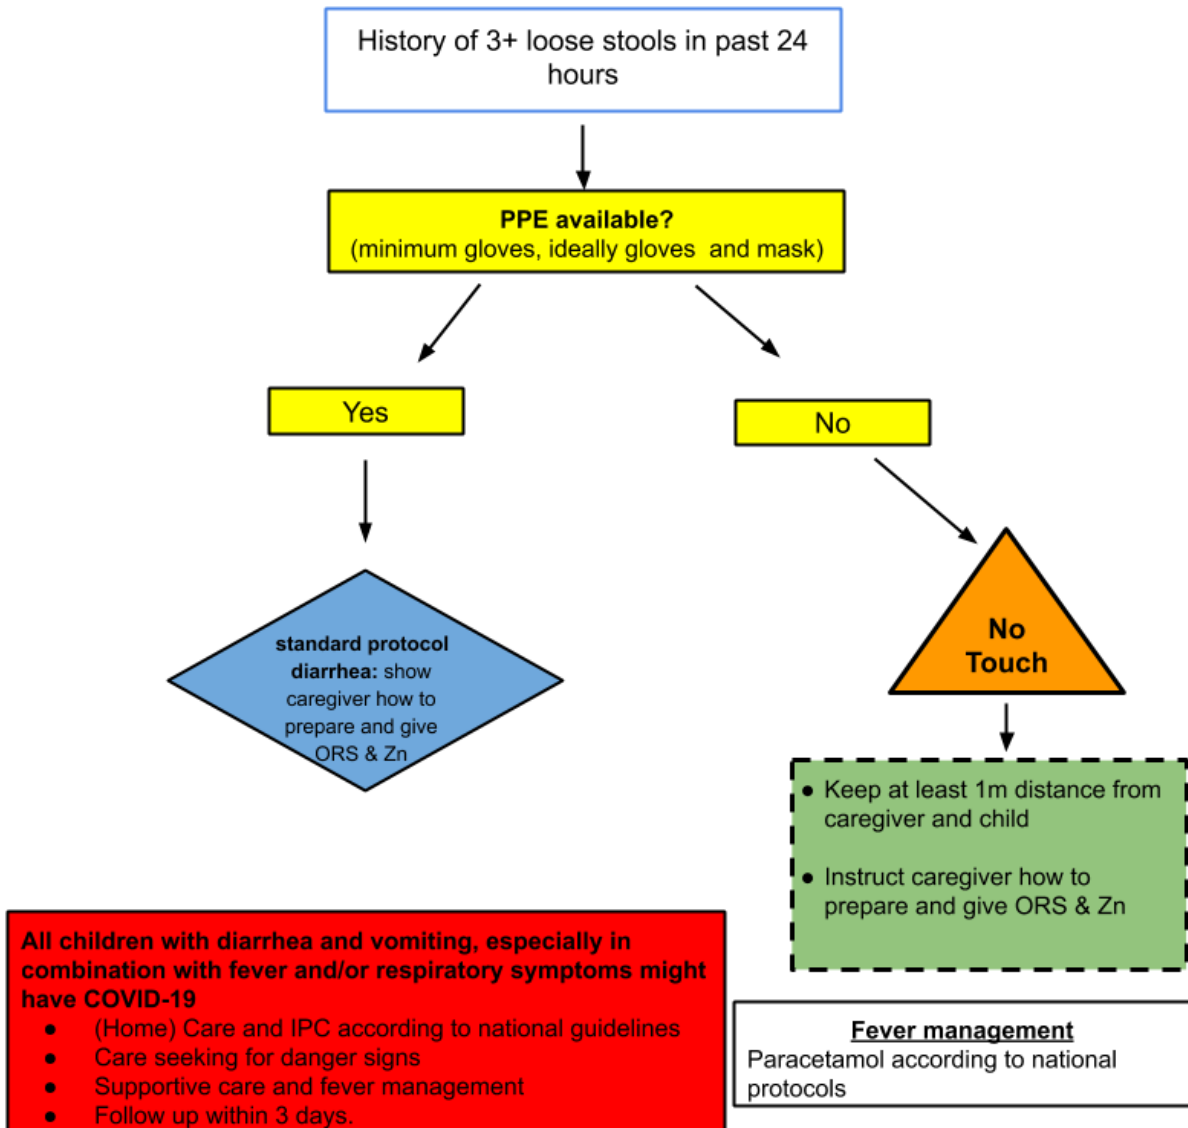 History of 3+ loose stools in past 24
hours
PPE available?
(minimum gloves, ideally gloves and mask)
Yes
No
standard protocol
diarrhea: show
caregiver how to
prepare and give
ORS & Zn
No
Touch
● Keep at least 1m distance from
caregiver and child
● Instruct caregiver how to
prepare and give ORS & Zn
All children with diarrhea and vomiting, especially in
combination with fever and/or respiratory symptoms might
have COVID-19
● (Home) Care and IPC according to national guidelines
● Care seeking for danger signs
● Supportive care and fever management
● Follow up within 3 days.
Fever management
Paracetamol according to national
protocols